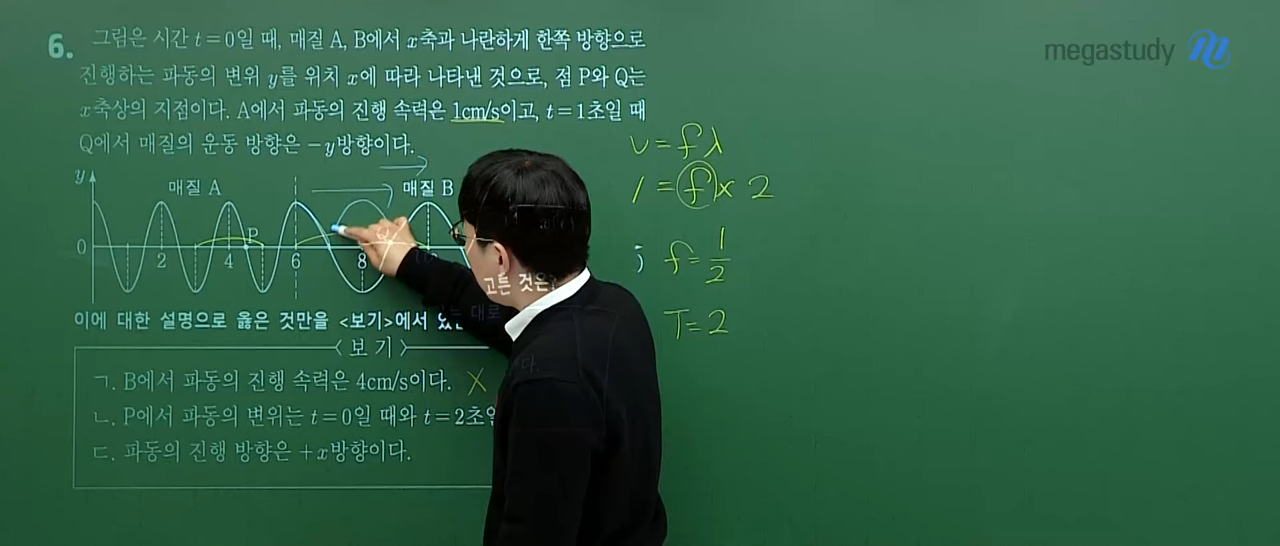 megastudy
6. 그림은 시간 t=0일 때, 매질 A, B에서 x축과 나란하게 한쪽 방향으로
진행하는 파동의 변위 y를 위치 x에 따라 나타낸 것으로, 점 P와 Q는
x축상의 지점이다. A에서 파동의 진행 속력은 1cm/s이고, t=1초일 때
Q에서 매질의 운동 방향은 -y방향이다.
y 매질 A 매질 B
P
0 2 4 6 8
고른 것은
이에 대한 설명으로 옳은 것만을 <보기>에서 있는 대로
<보 기>
ㄱ. B에서 파동의 진행 속력은 4cm/s이다. X
ㄴ. P에서 파동의 변위는 t=0일 때와 t=2초일
ㄷ. 파동의 진행 방향은 +x방향이다.
v = fλ
1 = f × 2
; f = 1/2
T = 2